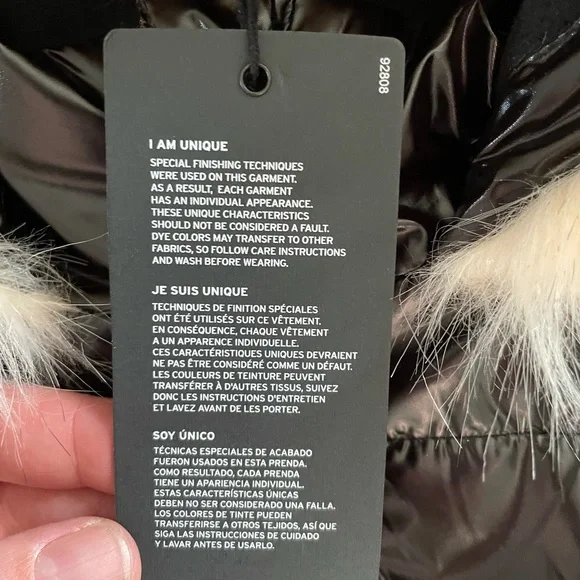 92808
I AM UNIQUE
SPECIAL FINISHING TECHNIQUES
WERE USED ON THIS GARMENT.
AS A RESULT, EACH GARMENT
HAS AN INDIVIDUAL APPEARANCE.
THESE UNIQUE CHARACTERISTICS
SHOULD NOT BE CONSIDERED A FAULT.
DYE COLORS MAY TRANSFER TO OTHER
FABRICS, SO FOLLOW CARE INSTRUCTIONS
AND WASH BEFORE WEARING.
JE SUIS UNIQUE
TECHNIQUES DE FINITION SPÉCIALES
ONT ÉTÉ UTILISÉS SUR CE VÊTEMENT.
EN CONSÉQUENCE, CHAQUE VÊTEMENT
A UN APPARENCE INDIVIDUELLE.
CES CARACTÉRISTIQUES UNIQUES DEVRAIENT
NE PAS ÊTRE CONSIDÉRÉ COMME UN DÉFAUT.
LES COULEURS DE TEINTURE PEUVENT
TRANSFÉRER À D'AUTRES TISSUS, SUIVEZ
DONC LES INSTRUCTIONS D'ENTRETIEN
ET LAVEZ AVANT DE LES PORTER.
SOY ÚNICO
TÉCNICAS ESPECIALES DE ACABADO
FUERON USADOS EN ESTA PRENDA.
COMO RESULTADO, CADA PRENDA
TIENE UN APARIENCIA INDIVIDUAL.
ESTAS CARACTERÍSTICAS ÚNICAS
DEBEN NO SER CONSIDERADO UNA FALLA.
LOS COLORES DE TINTE PUEDEN
TRANSFERIRSE A OTROS TEJIDOS, ASÍ QUE
SIGA LAS INSTRUCCIONES DE CUIDADO
Y LAVAR ANTES DE USARLO.